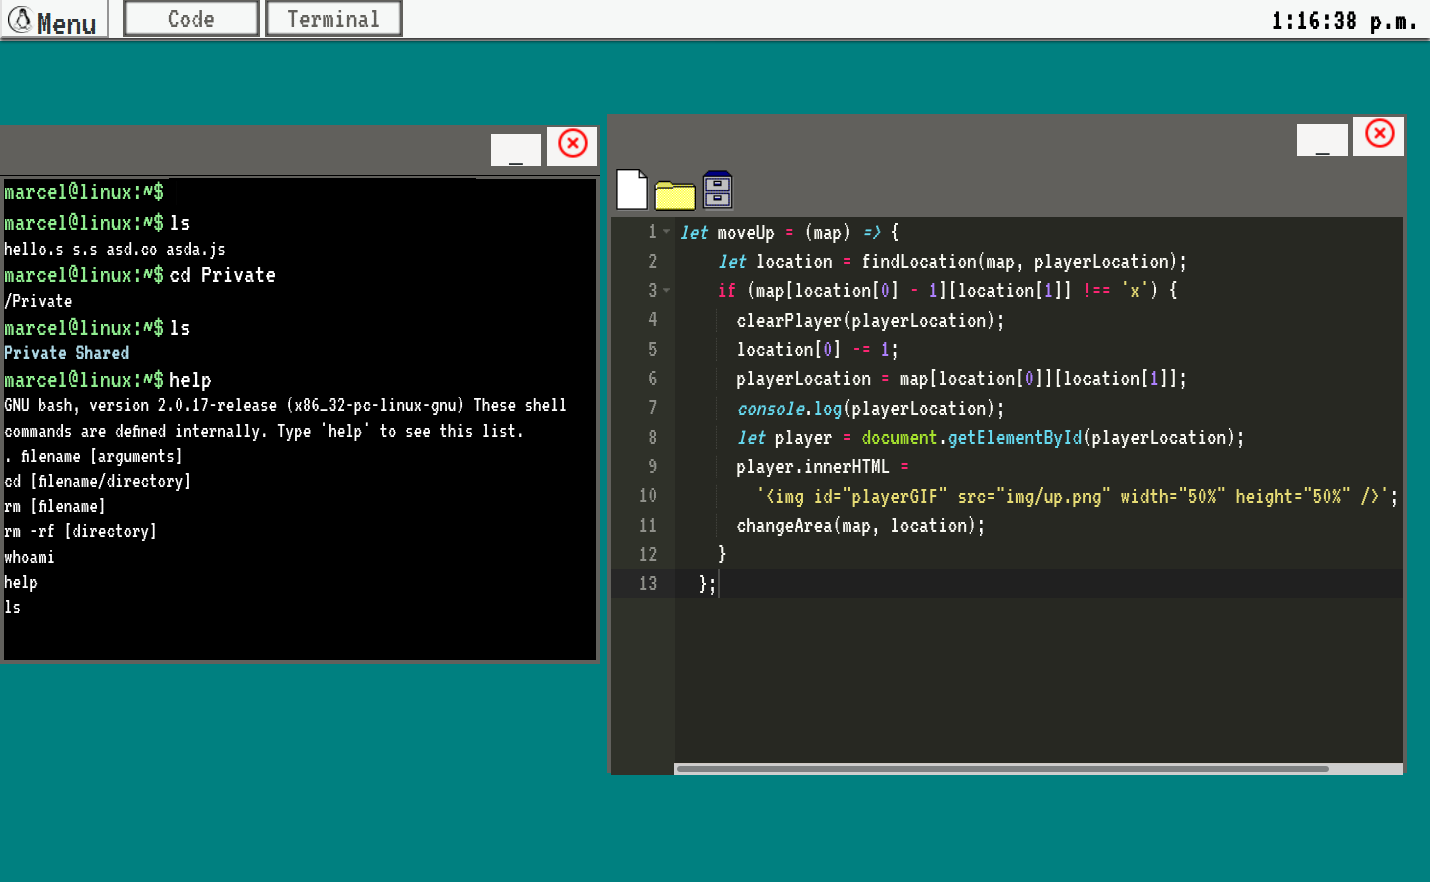 Menu
Code
Terminal
1:16:38 p.m.
_
marcel@linux:~$
marcel@linux:~$ ls
hello.s s.s asd.co asda.js
marcel@linux:~$ cd Private
/Private
marcel@linux:~$ ls
Private Shared
marcel@linux:~$ help
GNU bash, version 2.0.17-release (x86_32-pc-linux-gnu) These shell
commands are defined internally. Type 'help' to see this list.
. filename [arguments]
cd [filename/directory]
rm [filename]
rm -rf [directory]
whoami
help
ls
_
1 let moveUp = (map) => {
2 let location = findLocation(map, playerLocation);
3 if (map[location[0] - 1][location[1]] !== 'x') {
4 clearPlayer(playerLocation);
5 location[0] -= 1;
6 playerLocation = map[location[0]][location[1]];
7 console.log(playerLocation);
8 let player = document.getElementById(playerLocation);
9 player.innerHTML =
10 '<img id="playerGIF" src="img/up.png" width="50%" height="50%" />';
11 changeArea(map, location);
12 }
13 };